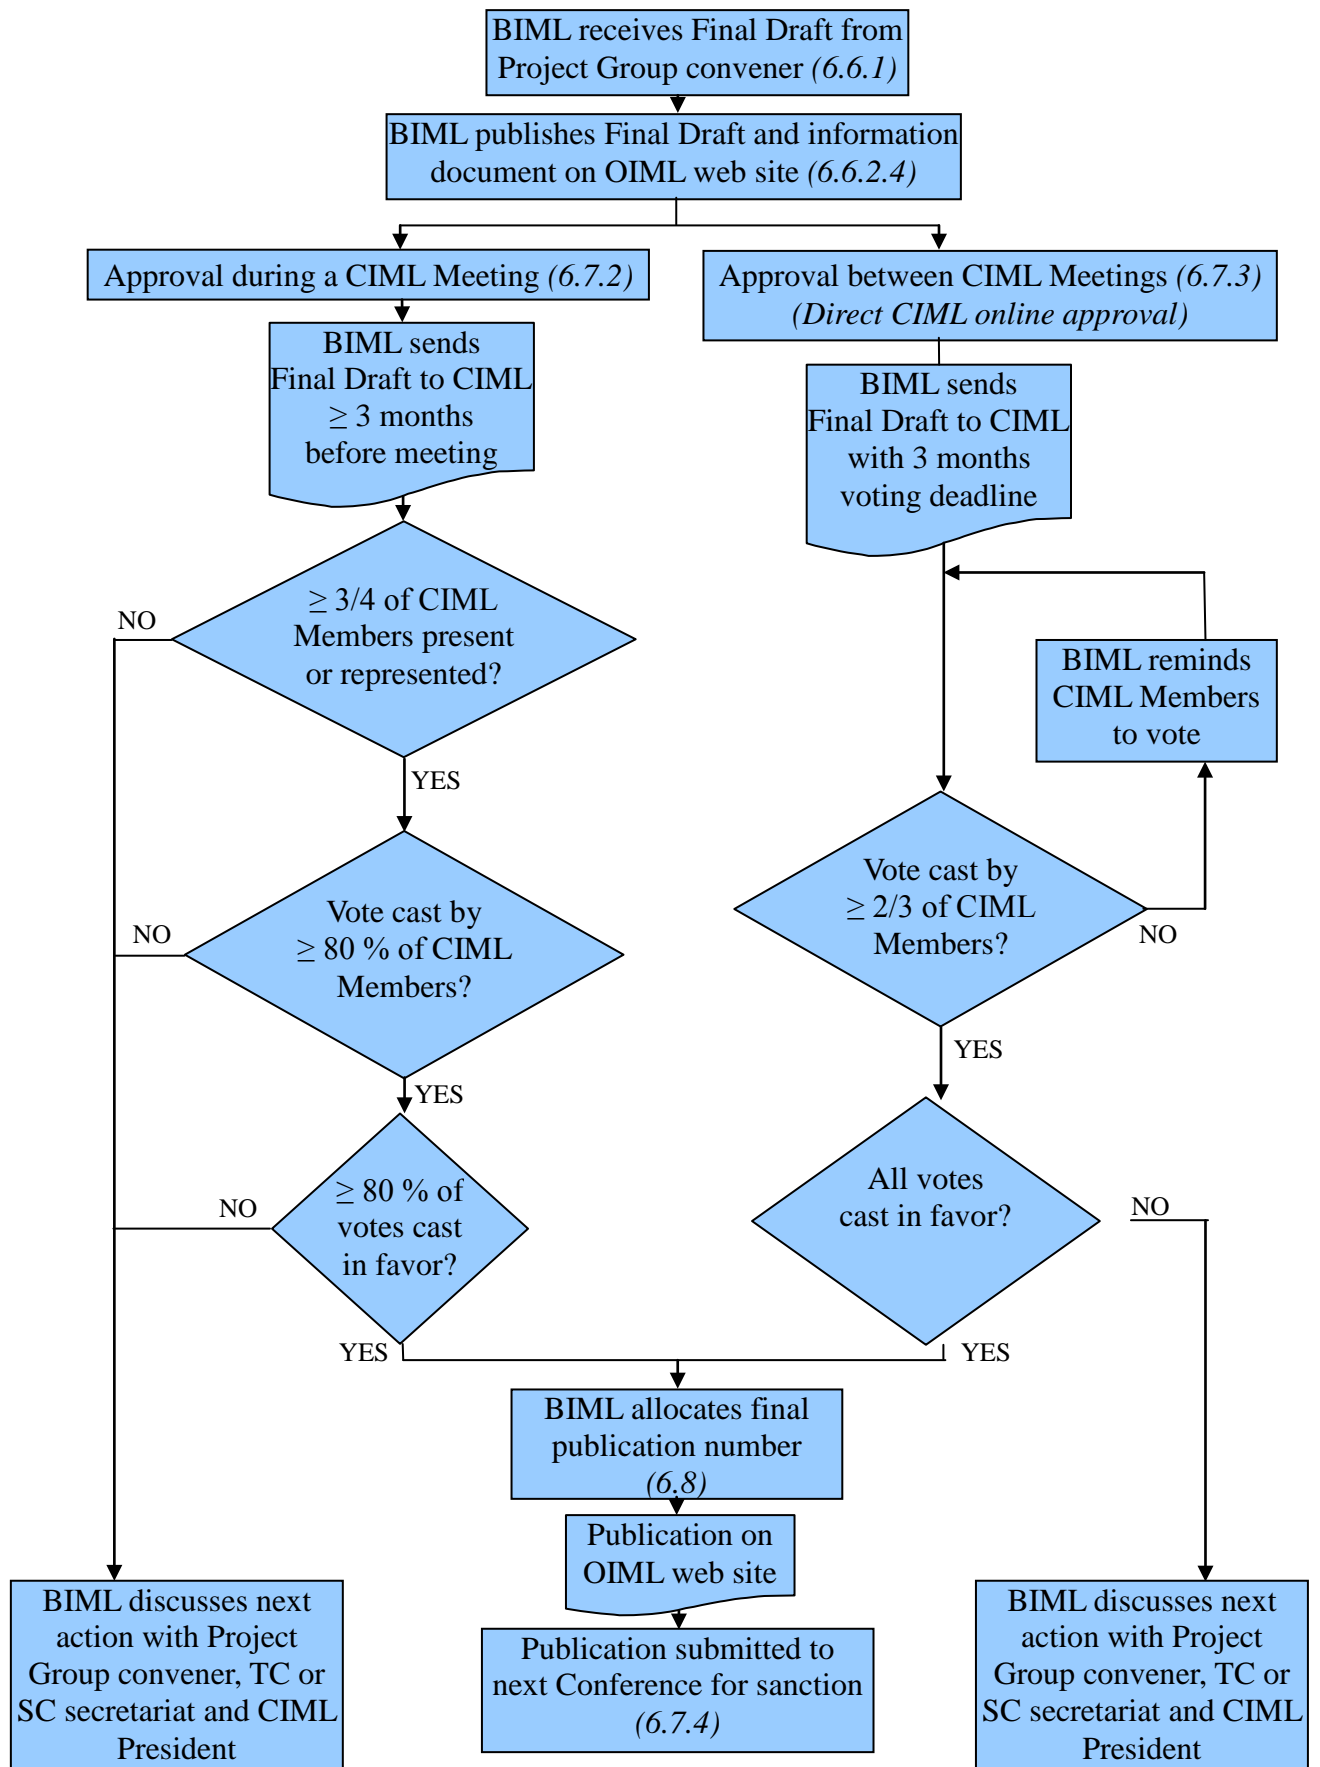 BIML receives Final Draft from
Project Group convener (6.6.1)
BIML publishes Final Draft and information
document on OIML web site (6.6.2.4)
Approval during a CIML Meeting (6.7.2)
Approval between CIML Meetings (6.7.3)
(Direct CIML online approval)
BIML sends
Final Draft to CIML
≥ 3 months
before meeting
BIML sends
Final Draft to CIML
with 3 months
voting deadline
≥ 3/4 of CIML
Members present
or represented?
NO
YES
BIML reminds
CIML Members
to vote
Vote cast by
≥ 80 % of CIML
Members?
NO
YES
Vote cast by
≥ 2/3 of CIML
Members?
NO
YES
≥ 80 % of
votes cast
in favor?
NO
YES
All votes
cast in favor?
NO
YES
BIML allocates final
publication number
(6.8)
Publication on
OIML web site
Publication submitted to
next Conference for sanction
(6.7.4)
BIML discusses next
action with Project
Group convener, TC or
SC secretariat and CIML
President
BIML discusses next
action with Project
Group convener, TC or
SC secretariat and CIML
President